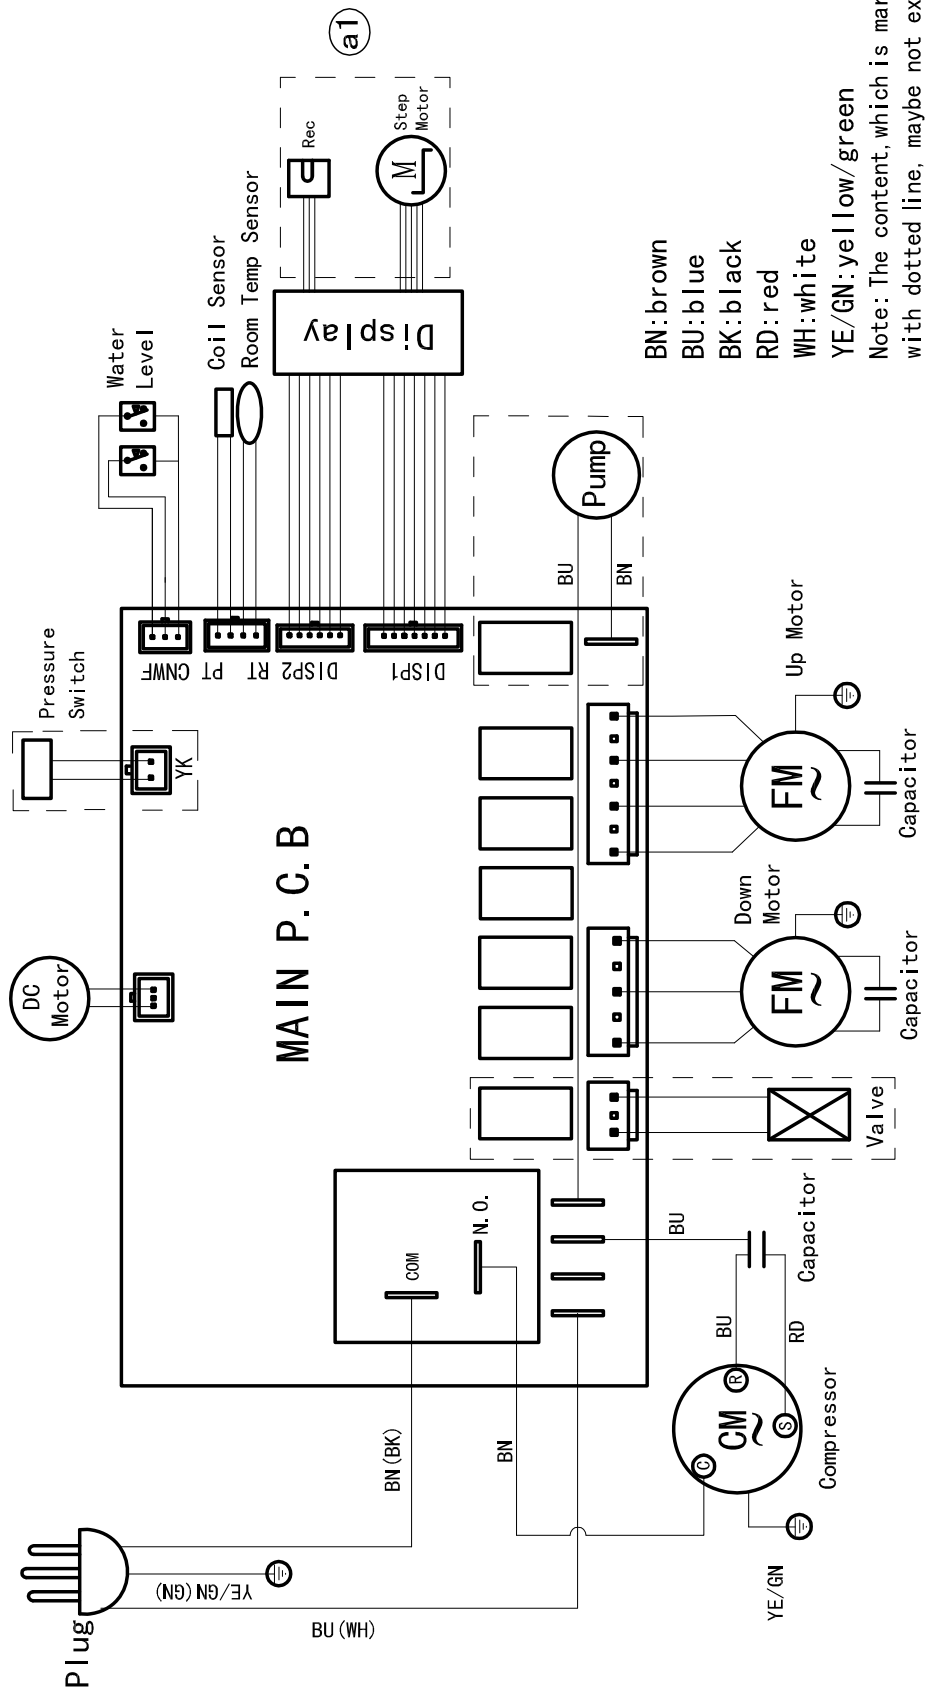 Plug
BU(WH)
YE/GN(GN)
BN(BK)
BN
YE/GN
Compressor
CM
C
R
S
BU
RD
BU
Capacitor
COM
N.O.
MAIN P.C.B
DC
Motor
Pressure
Switch
YK
Water
Level
CNWF
PT
RT
DISP2
DISP1
Coil Sensor
Room Temp Sensor
Display
Rec
Step
Motor
M
a1
Valve
Down
Motor
FM
Capacitor
Up Motor
FM
Capacitor
BU
BN
Pump
BN:brown
BU:blue
BK:black
RD:red
WH:white
YE/GN:yellow/green
Note: The content, which is mar
with dotted line, maybe not ex